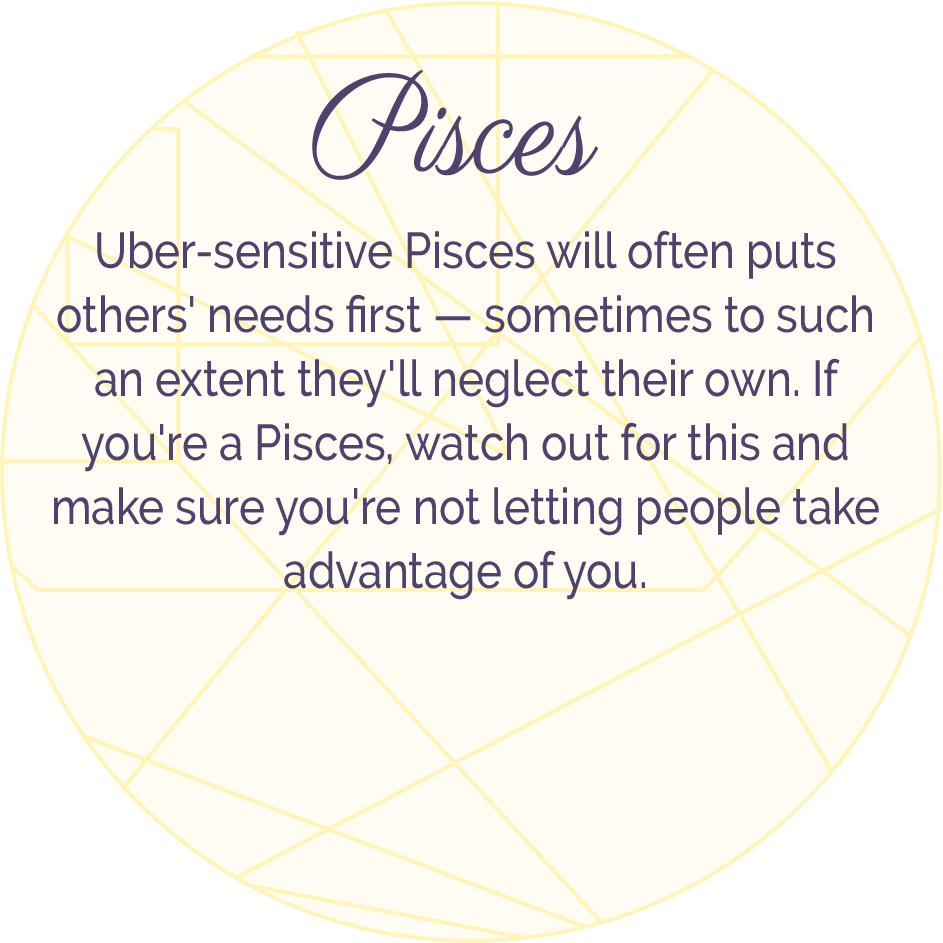 Pisces
Uber-sensitive Pisces will often puts
others' needs first — sometimes to such
an extent they'll neglect their own. If
you're a Pisces, watch out for this and
make sure you're not letting people take
advantage of you.